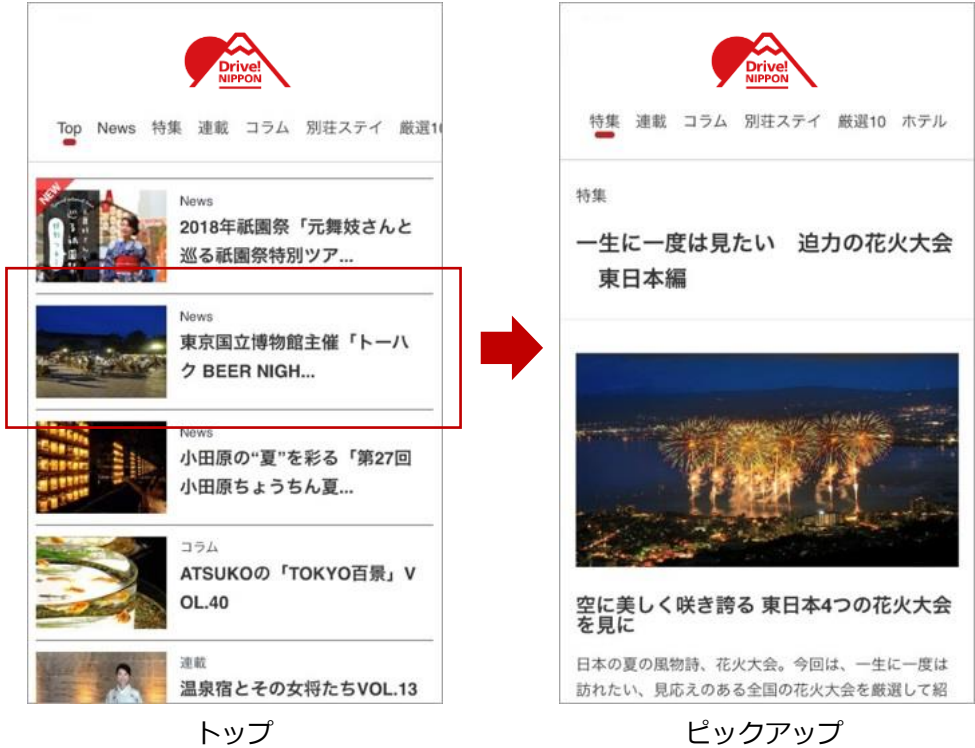 Drive!
NIPPON
Top News 特集 連載 コラム 別荘ステイ 厳選10
NEW
News
2018年祇園祭「元舞妓さんと
巡る祇園祭特別ツア...
News
東京国立博物館主催「トーハ
ク BEER NIGH...
News
小田原の“夏”を彩る「第27回
小田原ちょうちん夏...
コラム
ATSUKOの「TOKYO百景」V
OL.40
連載
温泉宿とその女将たちVOL.13
トップ
Drive!
NIPPON
特集 連載 コラム 別荘ステイ 厳選10 ホテル
特集
一生に一度は見たい 迫力の花火大会
東日本編
空に美しく咲き誇る 東日本4つの花火大会
を見に
日本の夏の風物詩、花火大会。今回は、一生に一度は
訪れたい、見応えのある全国の花火大会を厳選して紹
ピックアップ